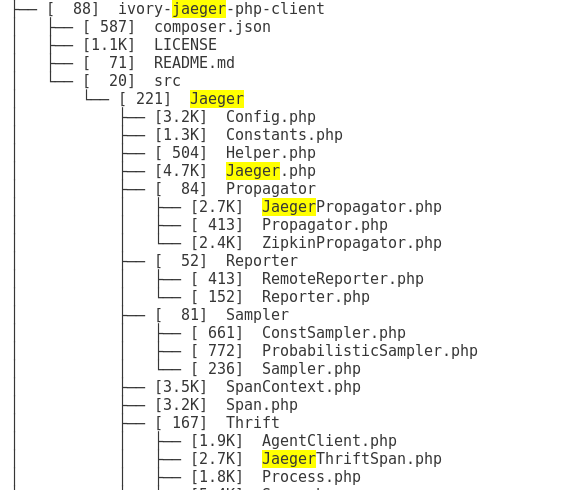 ├── [  88]  ivory-jaeger-php-client
│   ├── [ 587]  composer.json
│   ├── [1.1K]  LICENSE
│   ├── [  71]  README.md
│   └── [  20]  src
│       └── [ 221]  Jaeger
│           ├── [3.2K]  Config.php
│           ├── [1.3K]  Constants.php
│           ├── [ 504]  Helper.php
│           ├── [4.7K]  Jaeger.php
│           ├── [  84]  Propagator
│           │   ├── [2.7K]  JaegerPropagator.php
│           │   ├── [ 413]  Propagator.php
│           │   └── [2.4K]  ZipkinPropagator.php
│           ├── [  52]  Reporter
│           │   ├── [ 413]  RemoteReporter.php
│           │   └── [ 152]  Reporter.php
│           ├── [  81]  Sampler
│           │   ├── [ 661]  ConstSampler.php
│           │   ├── [ 772]  ProbabilisticSampler.php
│           │   └── [ 236]  Sampler.php
│           ├── [3.5K]  SpanContext.php
│           ├── [3.2K]  Span.php
│           ├── [ 167]  Thrift
│           │   ├── [1.9K]  AgentClient.php
│           │   ├── [2.7K]  JaegerThriftSpan.php
│           │   ├── [1.8K]  Process.php